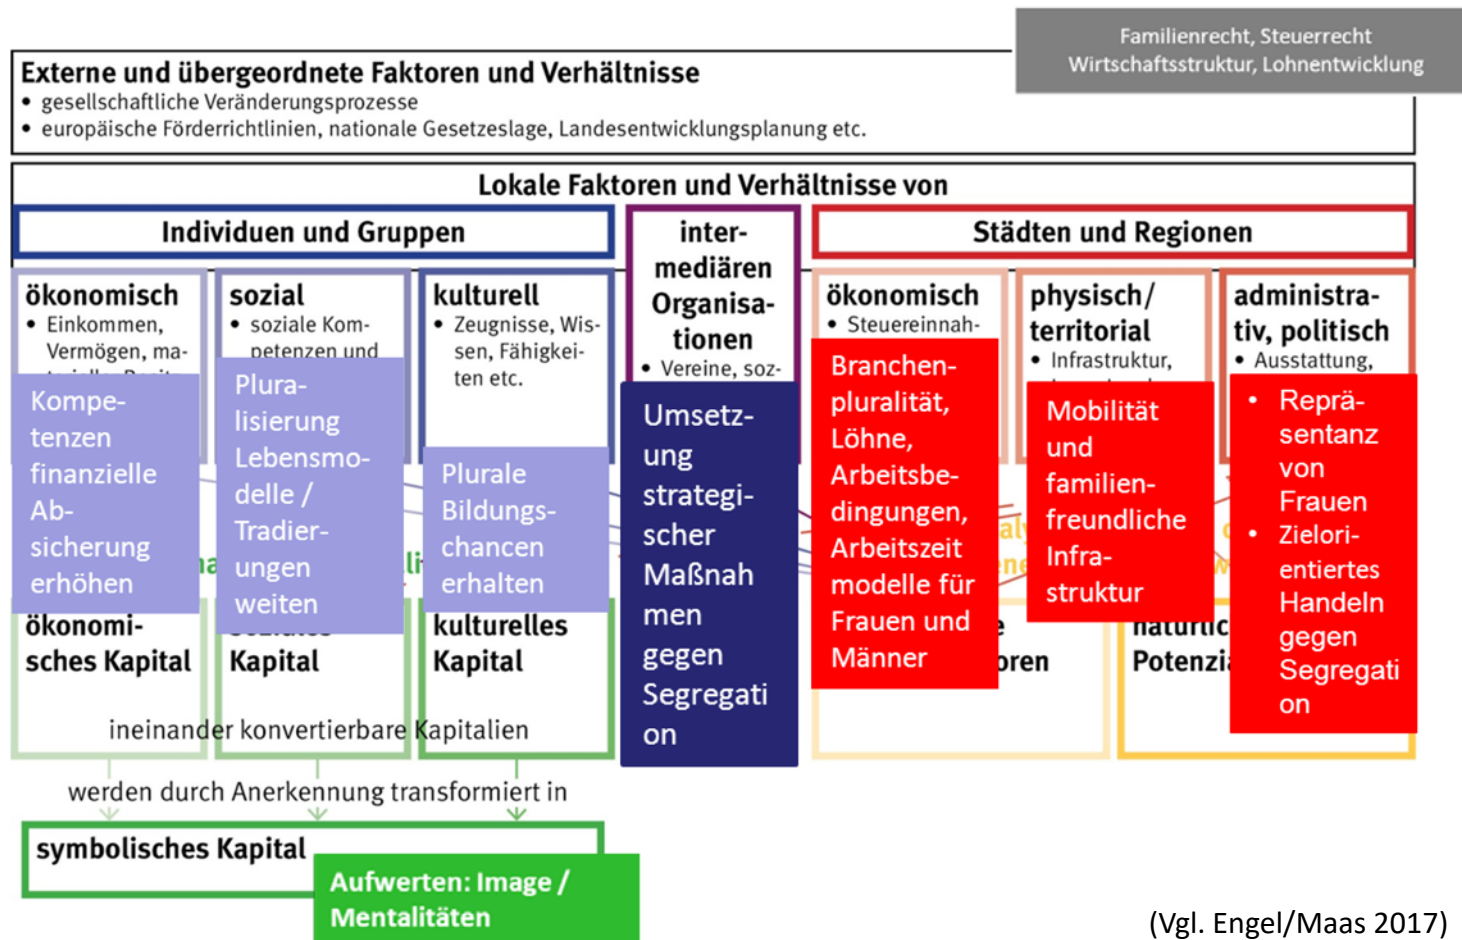 Familienrecht, Steuerrecht
Wirtschaftsstruktur, Lohnentwicklung
Externe und übergeordnete Faktoren und Verhältnisse
• gesellschaftliche Veränderungsprozesse
• europäische Förderrichtlinien, nationale Gesetzeslage, Landesentwicklungsplanung etc.
Lokale Faktoren und Verhältnisse von
Individuen und Gruppen
ökonomisch
• Einkommen,
Vermögen, ma-
Kompe-
tenzen
finanzielle
Ab-
sicherung
erhöhen
sozial
• soziale Kom-
petenzen und
Plura-
lisierung
Lebensmo-
delle /
Tradier-
ungen
weiten
kulturell
• Zeugnisse, Wis-
sen, Fähigkei-
ten etc.
Plurale
Bildungs-
chancen
erhalten
inter-
mediären
Organisa-
tionen
• Vereine, soz-
Umsetz-
ung
strategi-
scher
Maßnah
men
gegen
Segregati
on
Städten und Regionen
ökonomisch
• Steuereinnah-
Branchen-
pluralität,
Löhne,
Arbeitsbe-
dingungen,
Arbeitszeit
modelle für
Frauen und
Männer
physisch/
territorial
• Infrastruktur,
Mobilität
und
familien-
freundliche
Infra-
struktur
administra-
tiv, politisch
• Ausstattung,
• Reprä-
sentanz
von
Frauen
• Zielori-
entiertes
Handeln
gegen
Segregati
on
ökonomi-
sches Kapital
soziales
Kapital
kulturelles
Kapital
oren
natürlic
Potenzi
ineinander konvertierbare Kapitalien
werden durch Anerkennung transformiert in
symbolisches Kapital
Aufwerten: Image /
Mentalitäten
(Vgl. Engel/Maas 2017)